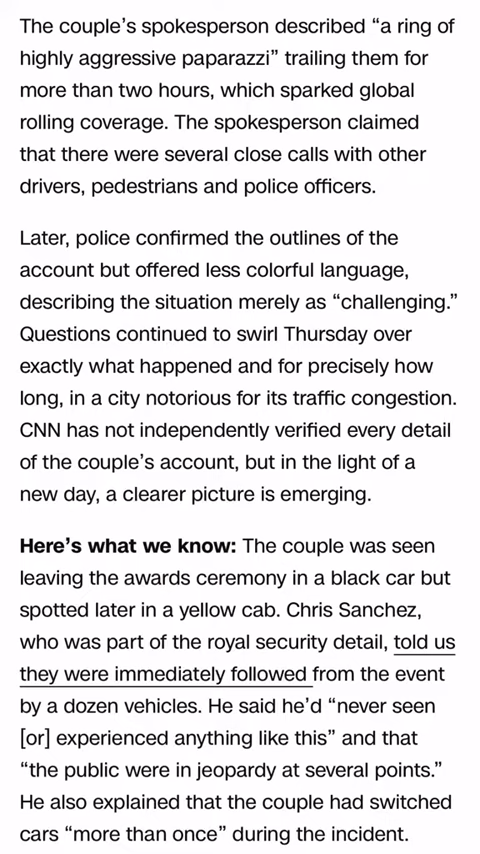 The couple’s spokesperson described “a ring of
highly aggressive paparazzi” trailing them for
more than two hours, which sparked global
rolling coverage. The spokesperson claimed
that there were several close calls with other
drivers, pedestrians and police officers.
Later, police confirmed the outlines of the
account but offered less colorful language,
describing the situation merely as “challenging.”
Questions continued to swirl Thursday over
exactly what happened and for precisely how
long, in a city notorious for its traffic congestion.
CNN has not independently verified every detail
of the couple’s account, but in the light of a
new day, a clearer picture is emerging.
Here’s what we know: The couple was seen
leaving the awards ceremony in a black car but
spotted later in a yellow cab. Chris Sanchez,
who was part of the royal security detail, told us
they were immediately followed from the event
by a dozen vehicles. He said he’d “never seen
[or] experienced anything like this” and that
“the public were in jeopardy at several points.”
He also explained that the couple had switched
cars “more than once” during the incident.